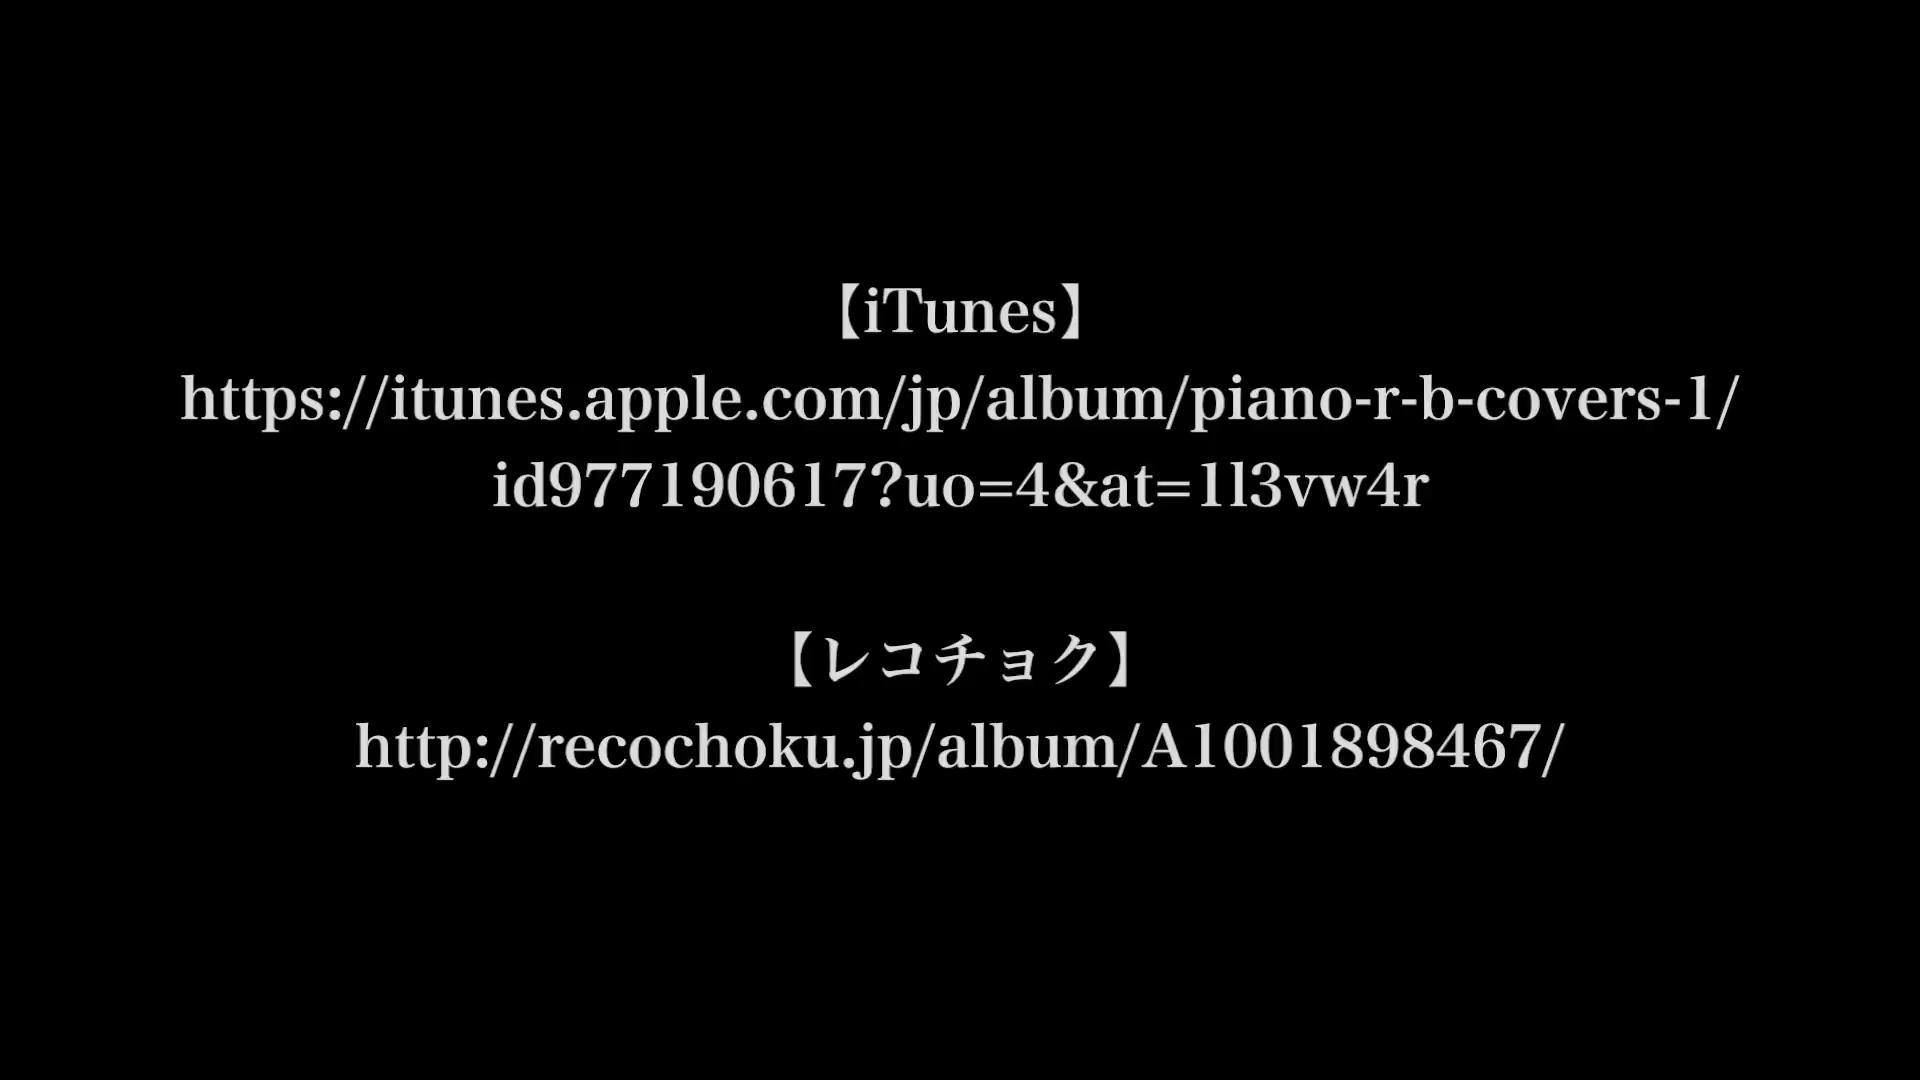 【iTunes】
https://itunes.apple.com/jp/album/piano-r-b-covers-1/
id977190617?uo=4&at=1l3vw4r
【レコチョク】
http://recochoku.jp/album/A1001898467/